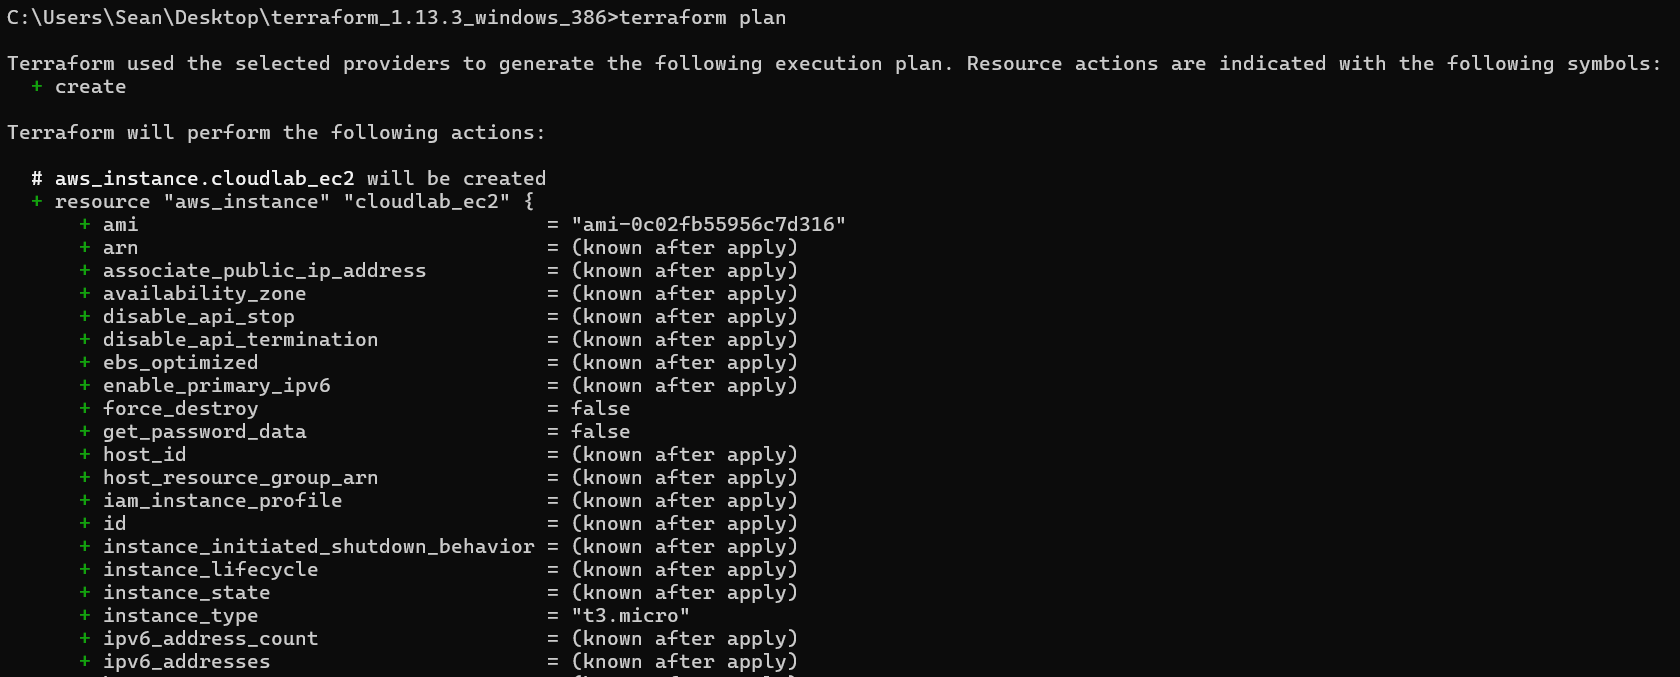 C:\Users\Sean\Desktop\terraform_1.13.3_windows_386>terraform plan
Terraform used the selected providers to generate the following execution plan. Resource actions are indicated with the following symbols:
+ create
Terraform will perform the following actions:
# aws_instance.cloudlab_ec2 will be created
+ resource "aws_instance" "cloudlab_ec2" {
+ ami = "ami-0c02fb55956c7d316"
+ arn = (known after apply)
+ associate_public_ip_address = (known after apply)
+ availability_zone = (known after apply)
+ disable_api_stop = (known after apply)
+ disable_api_termination = (known after apply)
+ ebs_optimized = (known after apply)
+ enable_primary_ipv6 = (known after apply)
+ force_destroy = false
+ get_password_data = false
+ host_id = (known after apply)
+ host_resource_group_arn = (known after apply)
+ iam_instance_profile = (known after apply)
+ id = (known after apply)
+ instance_initiated_shutdown_behavior = (known after apply)
+ instance_lifecycle = (known after apply)
+ instance_state = (known after apply)
+ instance_type = "t3.micro"
+ ipv6_address_count = (known after apply)
+ ipv6_addresses = (known after apply)